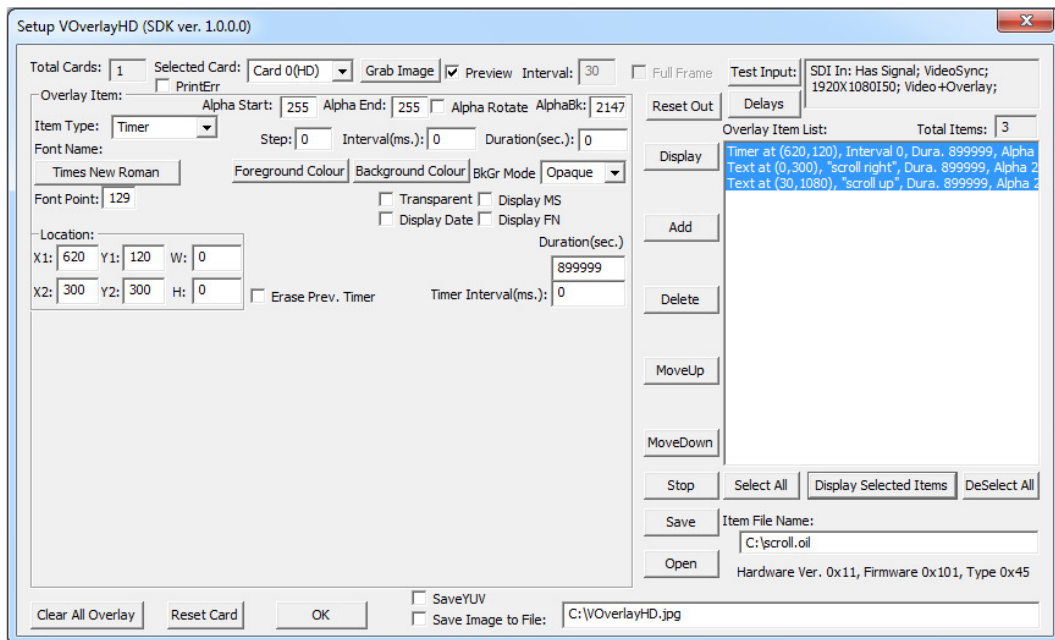 Setup VOverlayHD (SDK ver. 1.0.0.0)
Total Cards: 1 Selected Card: Card 0(HD) Grab Image Preview Interval: 30 Full Frame Test Input: SDI In: Has Signal; VideoSync;
1920X1080I50; Video+Overlay;
PrintErr
Overlay Item:
Alpha Start: 255 Alpha End: 255 Alpha Rotate AlphaBk: 2147 Reset Out Delays
Item Type: Timer Step: 0 Interval(ms.): 0 Duration(sec.): 0 Overlay Item List: Total Items: 3
Font Name:
Times New Roman Foreground Colour Background Colour BkGr Mode Opaque Display
Timer at (620,120), Interval 0, Dura. 899999, Alpha
Text at (0,300), "scroll right", Dura. 899999, Alpha 2
Text at (30,1080), "scroll up", Dura. 899999, Alpha 2
Font Point: 129 Transparent Display MS
Display Date Display FN Add
Location: Duration(sec.)
X1: 620 Y1: 120 W: 0 899999
X2: 300 Y2: 300 H: 0 Erase Prev. Timer Timer Interval(ms.): 0 Delete
MoveUp
MoveDown
Stop Select All Display Selected Items DeSelect All
Save Item File Name:
C:\scroll.oil
Open Hardware Ver. 0x11, Firmware 0x101, Type 0x45
SaveYUV
Clear All Overlay Reset Card OK Save Image to File: C:\VOverlayHD.jpg